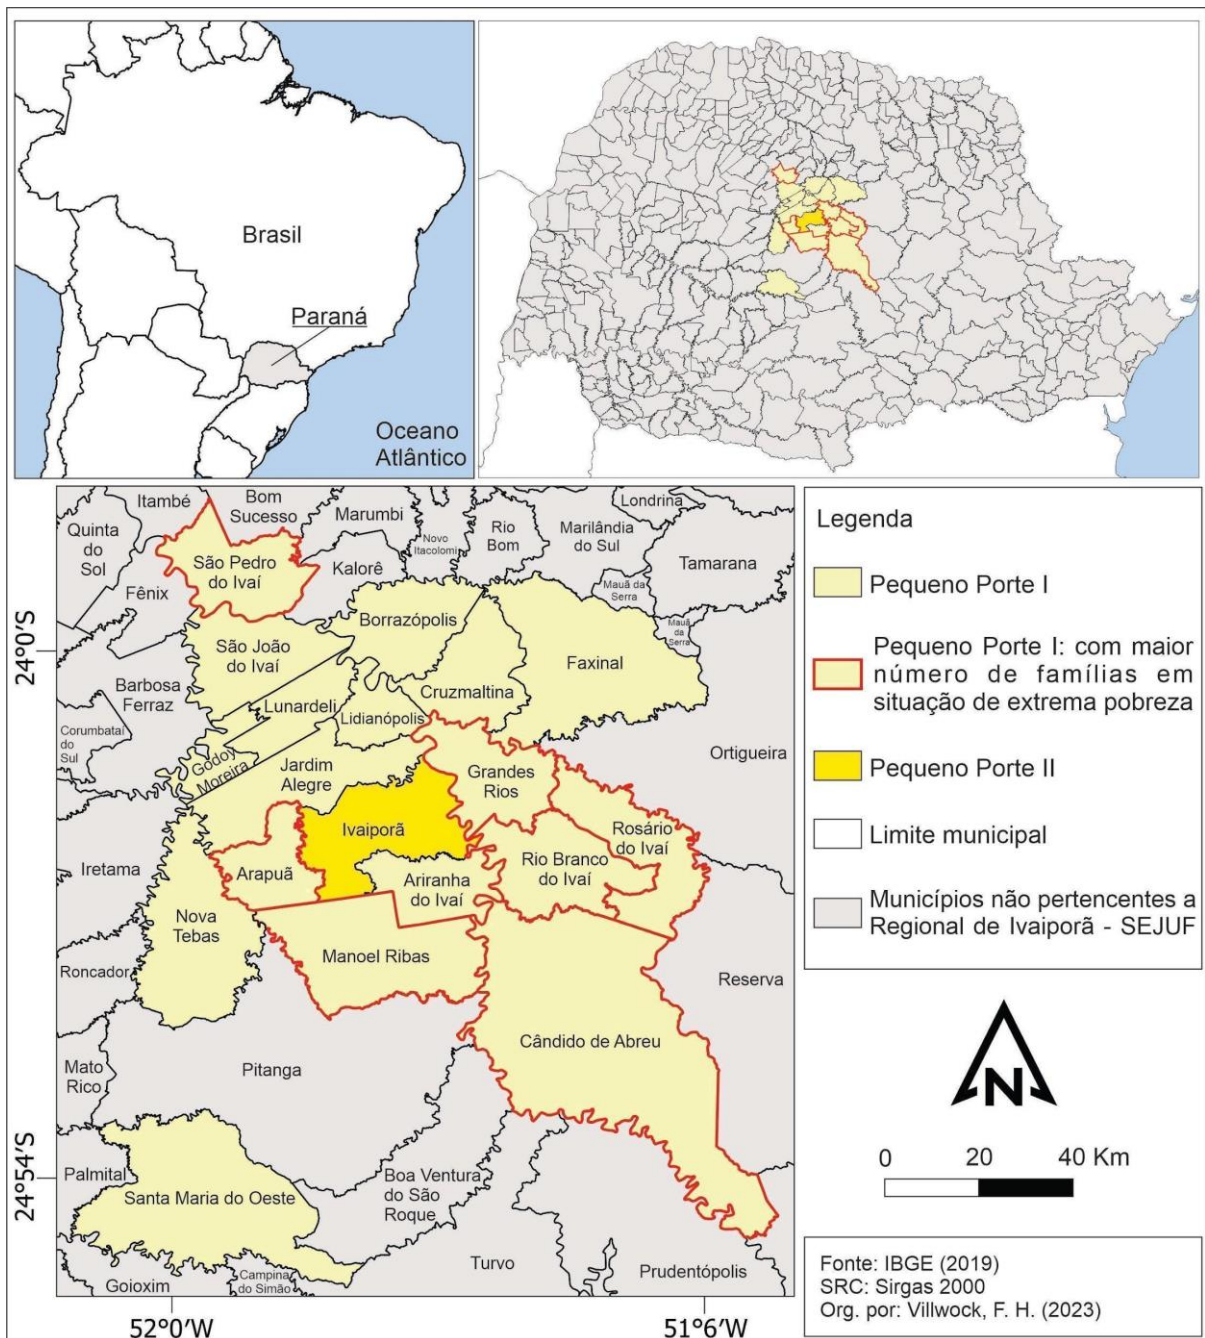 Brasil
Paraná
Oceano
Atlântico
Itambé
Bom
Sucesso
Marumbi
Londrina
Quinta
do
Sol
Novo
Itacolomi
Rio
Bom
Marilândia
do Sul
Tamarana
São Pedro
do Ivaí
Kalorê
Fênix
Mauã da
Serra
Borrazópolis
Mauã
da
Serra
24°0'S
São João
do Ivaí
Faxinal
Barbosa
Ferraz
Cruzmaltina
Lunardeli
Lidianópolis
Corumbataí
do
Sul
Godoy
Moreira
Ortigueira
Jardim
Alegre
Grandes
Rios
Ivaiporã
Rosário
do Ivaí
Iretama
Arapuã
Rio Branco
do Ivaí
Ariranha
do Ivaí
Nova
Tebas
Manoel Ribas
Roncador
Reserva
Cândido de Abreu
Mato
Rico
Pitanga
24°54'S
Palmital
Santa Maria do Oeste
Boa Ventura
do São
Roque
Turvo
Prudentópolis
Goioxim
Campina
do Simão
52°0'W
51°6'W
Legenda
Pequeno Porte I
Pequeno Porte I: com maior
número de famílias em
situação de extrema pobreza
Pequeno Porte II
Limite municipal
Municípios não pertencentes a
Regional de Ivaiporã - SEJUF
N
0 20 40 Km
Fonte: IBGE (2019)
SRC: Sirgas 2000
Org. por: Villwock, F. H. (2023)